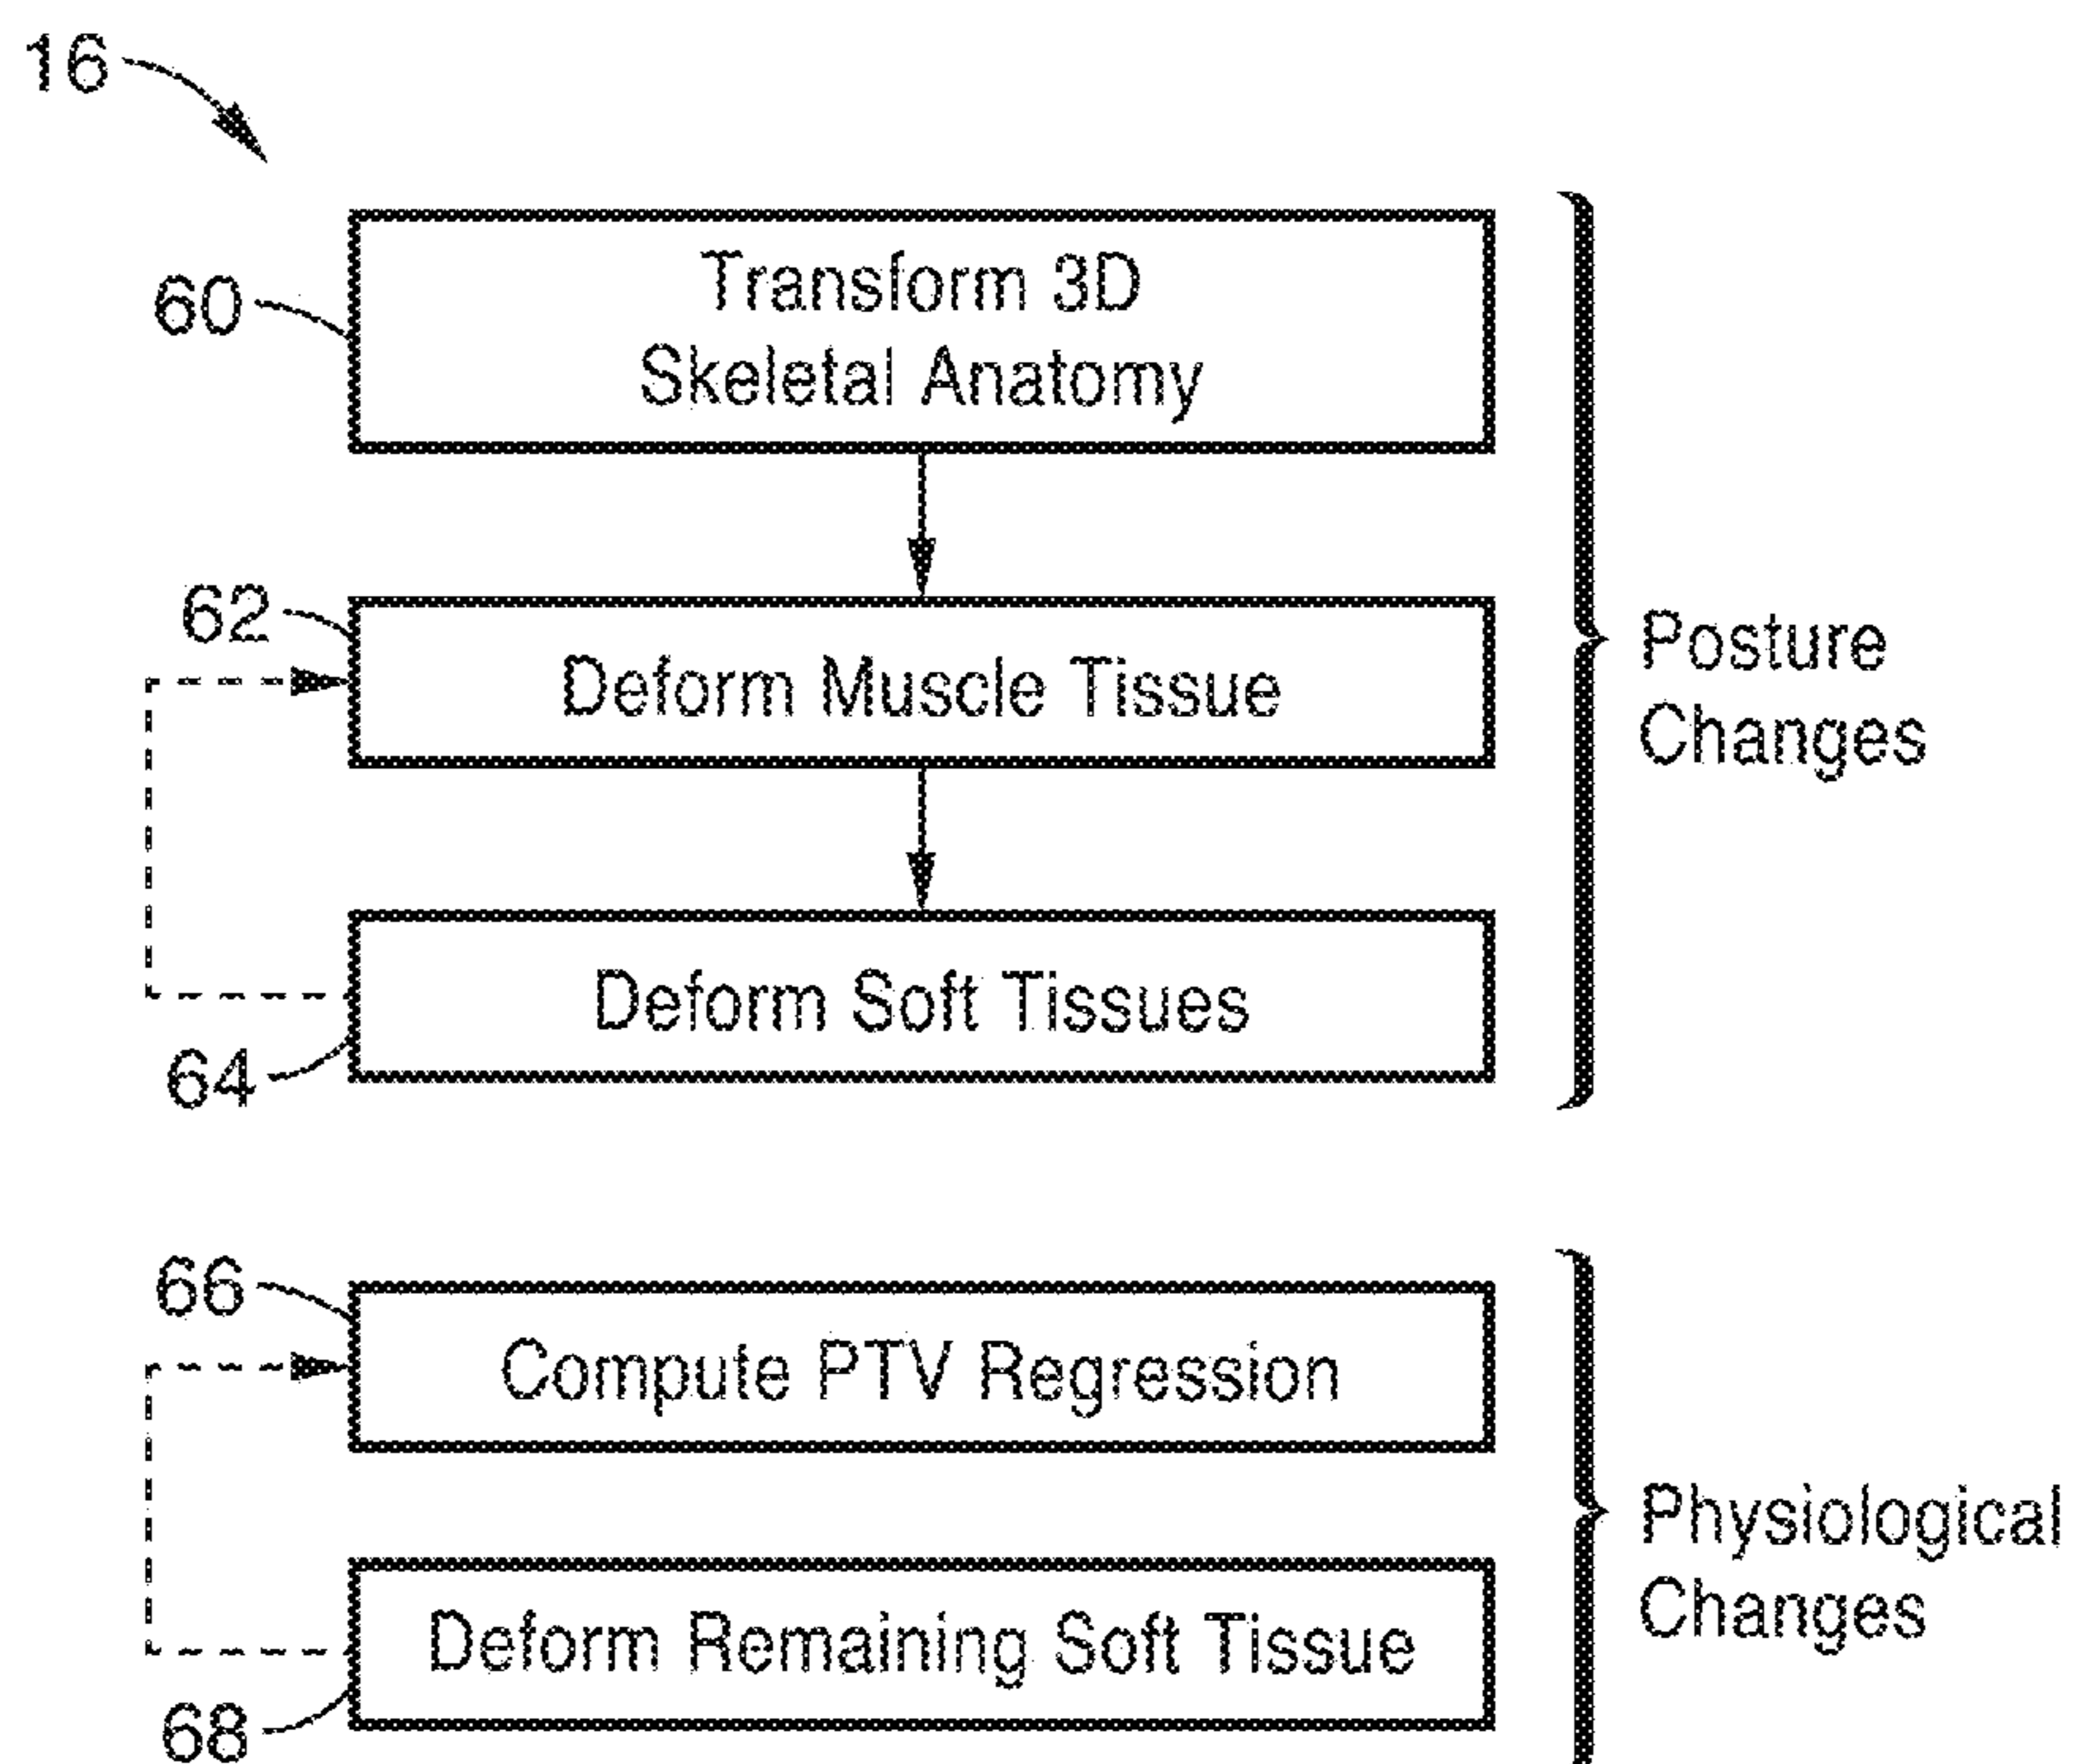 16
60
Transform 3D
Skeletal Anatomy
62
Deform Muscle Tissue
Posture
Changes
Deform Soft Tissues
64
66
Compute PTV Regression
Physiological
Changes
Deform Remaining Soft Tissue
68